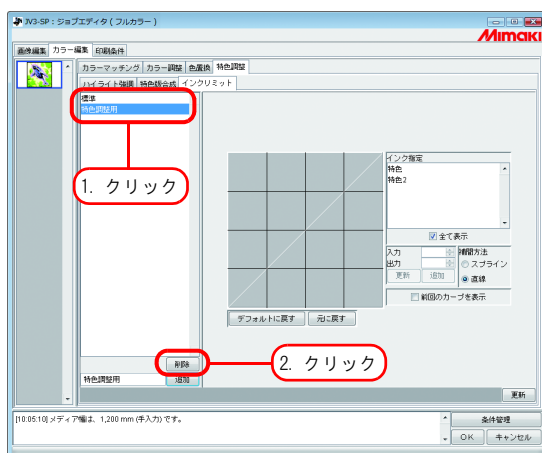 JV3-SP：ジョブエディタ(フルカラー)
Mimaki
画像編集 カラー編集 印刷条件
カラーマッチング カラー調整 色置換 特色調整
ハイライト強調 特色版合成 インクリミット
標準
特色調整用
1. クリック
インク指定
特色
特色2
全て表示
入力
出力
更新 追加
補間方法
スプライン
直線
前回のカーブを表示
デフォルトに戻す 元に戻す
削除
2. クリック
特色調整用 追加
更新
[10:05:10] メディア幅は、1,200 mm (手入力) です。
条件管理
OK キャンセル